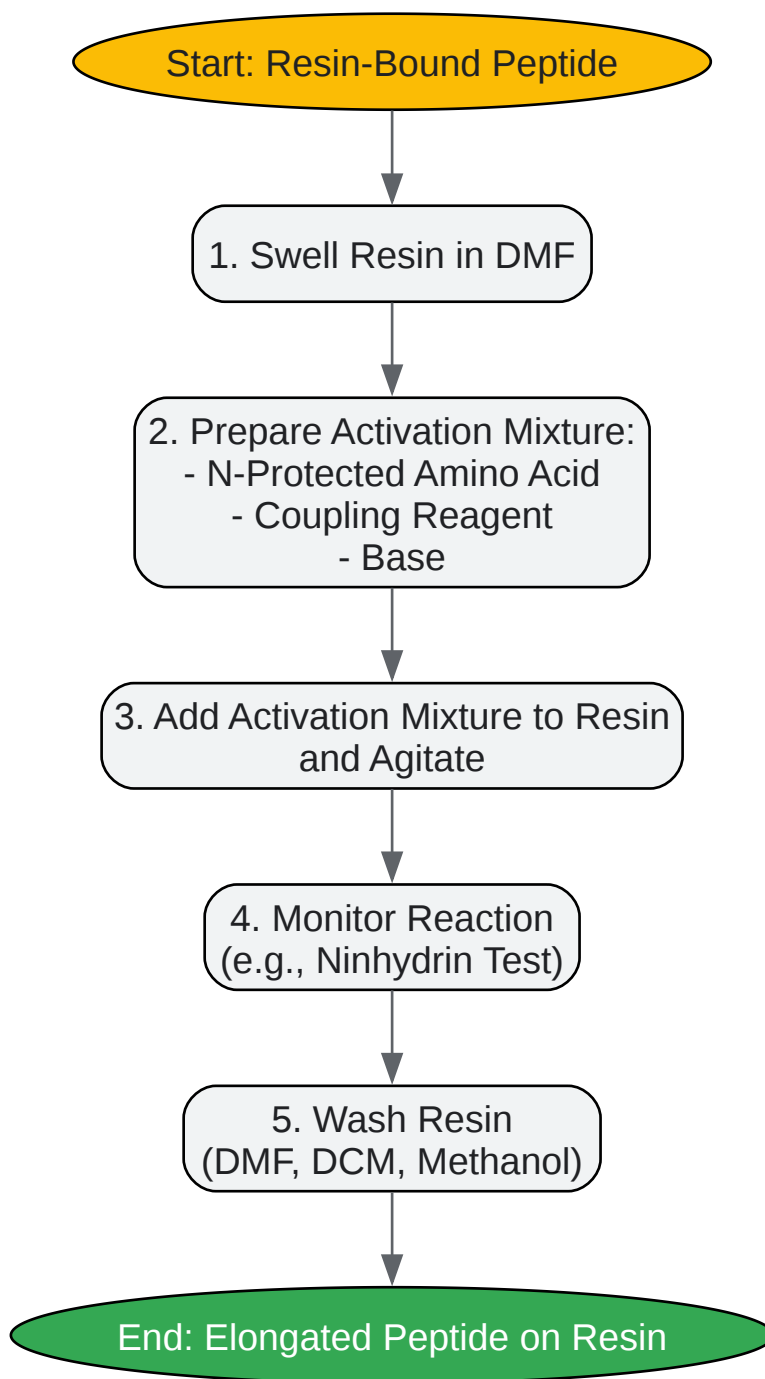 Start: Resin-Bound Peptide
1. Swell Resin in DMF
2. Prepare Activation Mixture:
- N-Protected Amino Acid
- Coupling Reagent
- Base
3. Add Activation Mixture to Resin
and Agitate
4. Monitor Reaction
(e.g., Ninhydrin Test)
5. Wash Resin
(DMF, DCM, Methanol)
End: Elongated Peptide on Resin